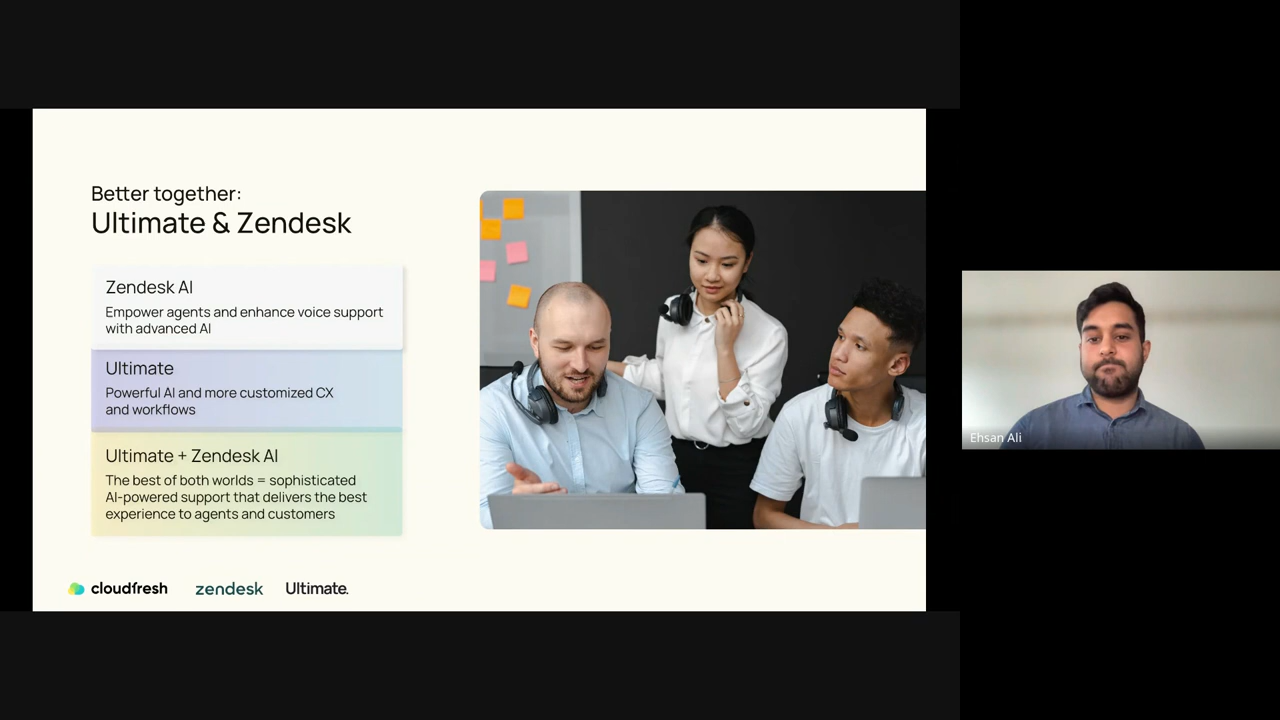 Better together:
Ultimate & Zendesk
Zendesk AI
Empower agents and enhance voice support
with advanced AI
Ultimate
Powerful AI and more customized CX
and workflows
Ultimate + Zendesk AI
The best of both worlds = sophisticated
AI-powered support that delivers the best
experience to agents and customers
cloudfresh
zendesk
Ultimate.
Ehsan Ali